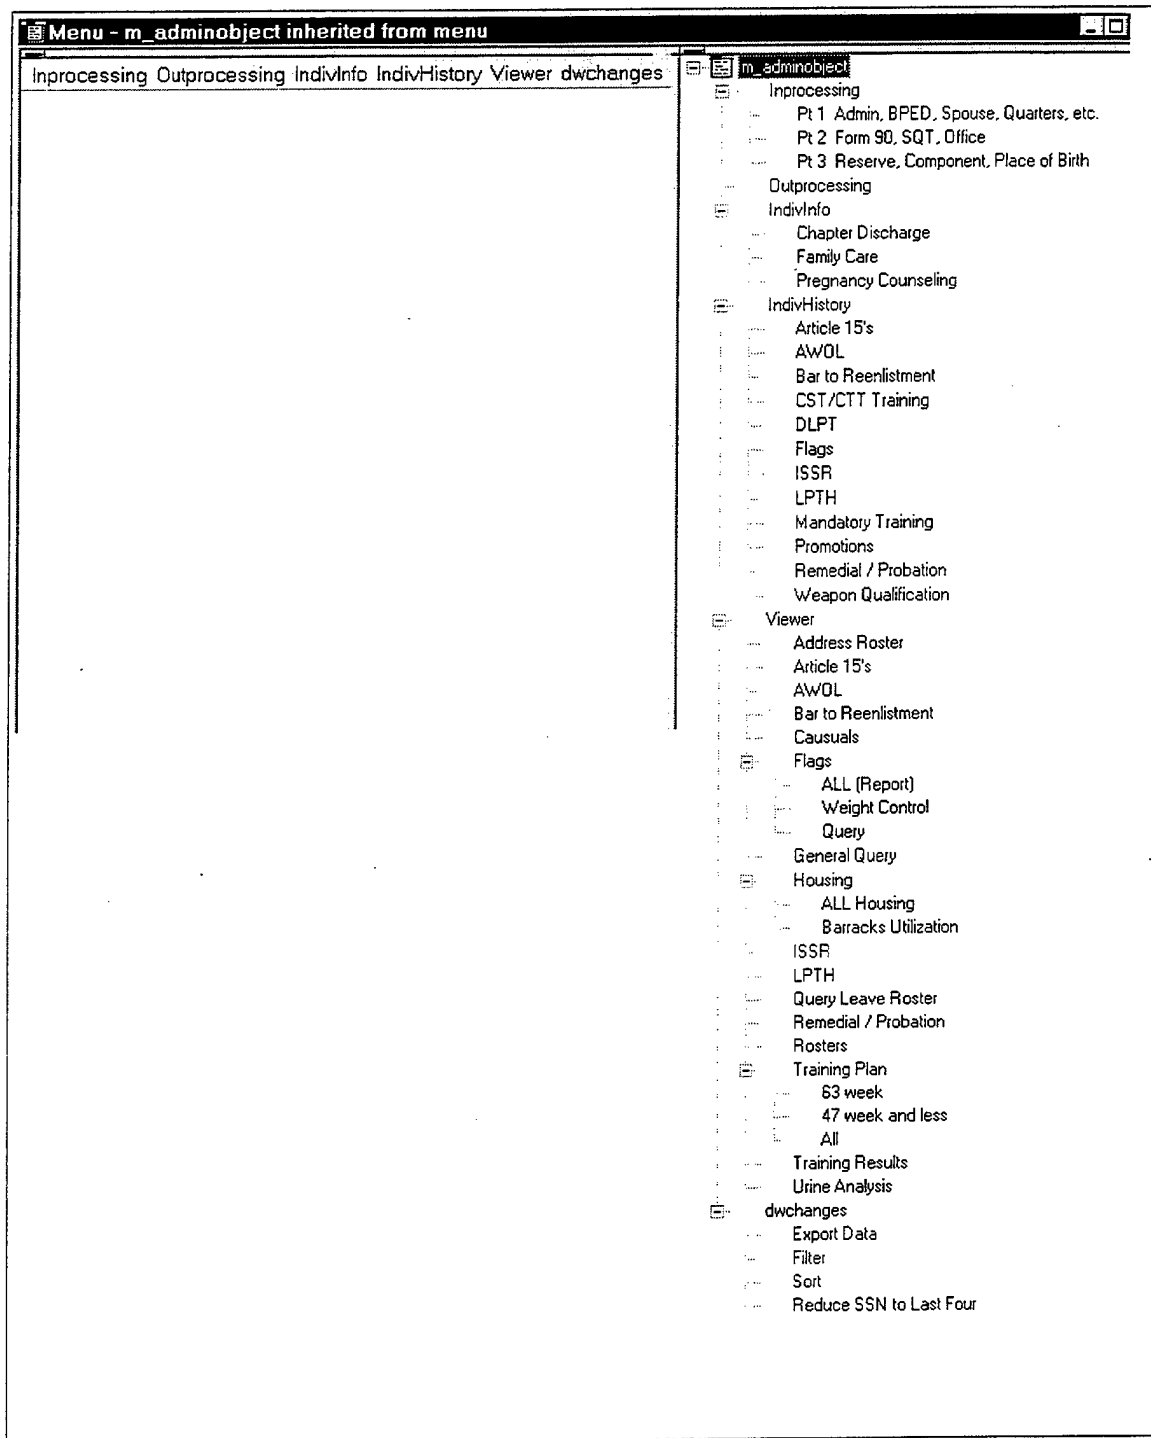 Menu - m_adminobject inherited from menu
Inprocessing Outprocessing IndivInfo IndivHistory Viewer dwchanges
m_adminobject
Inprocessing
Pt 1 Admin, BPED, Spouse, Quarters, etc.
Pt 2 Form 90, SQT, Office
Pt 3 Reserve, Component, Place of Birth
Outprocessing
IndivInfo
Chapter Discharge
Family Care
Pregnancy Counseling
IndivHistory
Article 15's
AWOL
Bar to Reenlistment
CST/CTT Training
DLPT
Flags
ISSR
LPTH
Mandatory Training
Promotions
Remedial / Probation
Weapon Qualification
Viewer
Address Roster
Article 15's
AWOL
Bar to Reenlistment
Causuals
Flags
ALL (Report)
Weight Control
Query
General Query
Housing
ALL Housing
Barracks Utilization
ISSR
LPTH
Query Leave Roster
Remedial / Probation
Rosters
Training Plan
63 week
47 week and less
All
Training Results
Urine Analysis
dwchanges
Export Data
Filter
Sort
Reduce SSN to Last Four